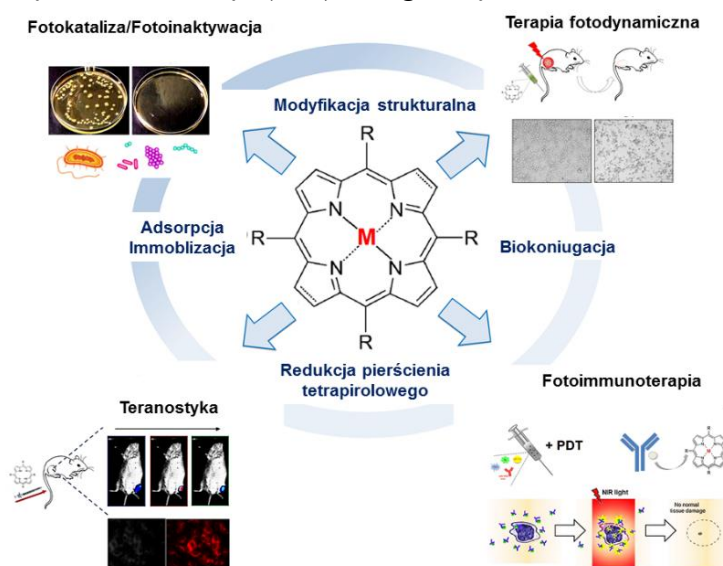 Fotokataliza/Fotoinaktywacja
Terapia fotodynamiczna
Modyfikacja strukturalna
R
N
N
Adsorpcja
Immoblizacja
R
M
R
Biokoniugacja
N
N
R
Redukcja pierścienia
tetrapirolowego
Teranostyka
Fotoimmunoterapia
+ PDT
NIR light
No normal
tissue damage